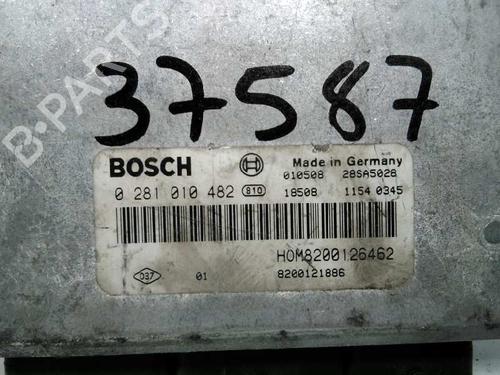 37587
BOSCH
Made in Germany
010508 28SA5028
0 281 010 482 810 18508 1154 0345
HOM8200126462
037 01 8200121886
B-PARTS